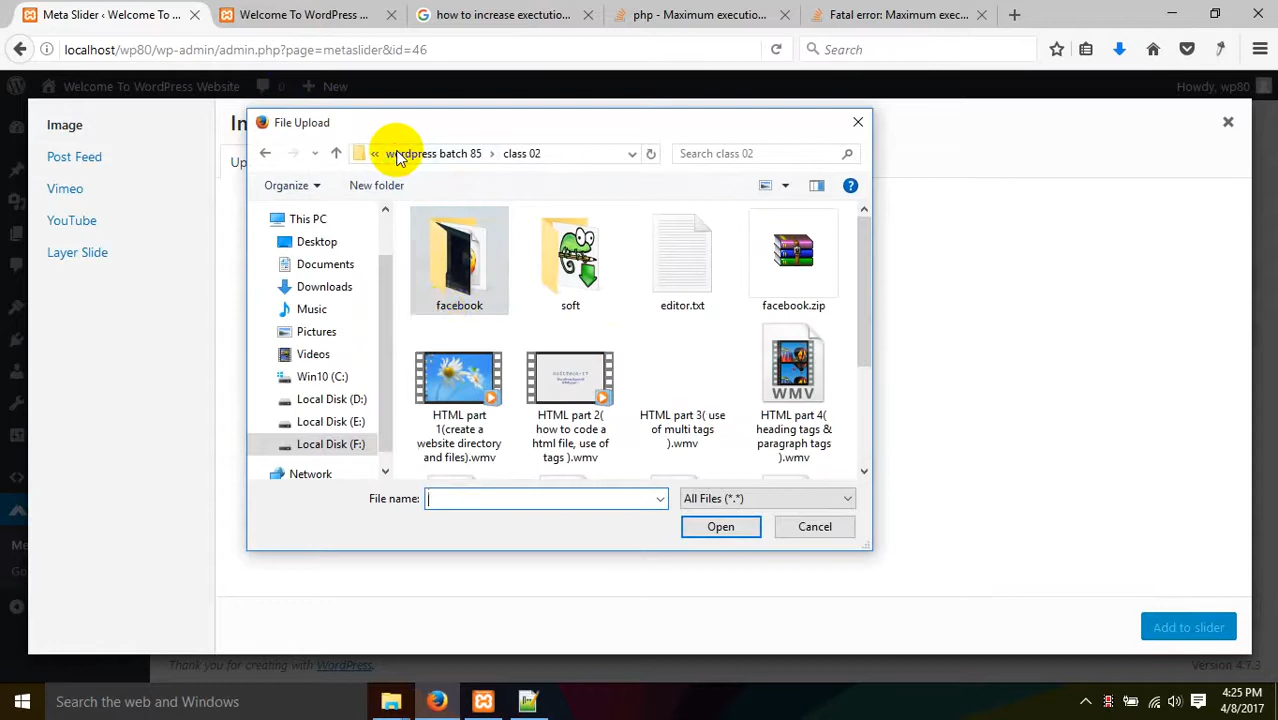 Meta Slider ‹ Welcome To ...
Welcome To WordPress ...
how to increase exectution...
php - Maximum executio...
Fatal error: Maximum exec...
localhost/wp80/wp-admin/admin.php?page=metaslider&id=46
Search
Welcome To WordPress Website
0
New
Howdy, wp80
Image
Post Feed
Vimeo
YouTube
Layer Slide
File Upload
« wordpress batch 85 > class 02
Search class 02
Organize
New folder
This PC
Desktop
Documents
Downloads
Music
Pictures
Videos
Win10 (C:)
Local Disk (D:)
Local Disk (E:)
Local Disk (F:)
Network
facebook
soft
editor.txt
facebook.zip
WMV
HTML part
1(create a
website directory
and files).wmv
HTML part 2(
how to code a
html file, use of
tags ).wmv
HTML part 3( use
of multi tags
).wmv
HTML part 4(
heading tags &
paragraph tags
).wmv
File name:
All Files (*.*)
Open
Cancel
Add to slider
Thank you for creating with WordPress.
Version 4.7.3
Search the web and Windows
4:25 PM
4/8/2017